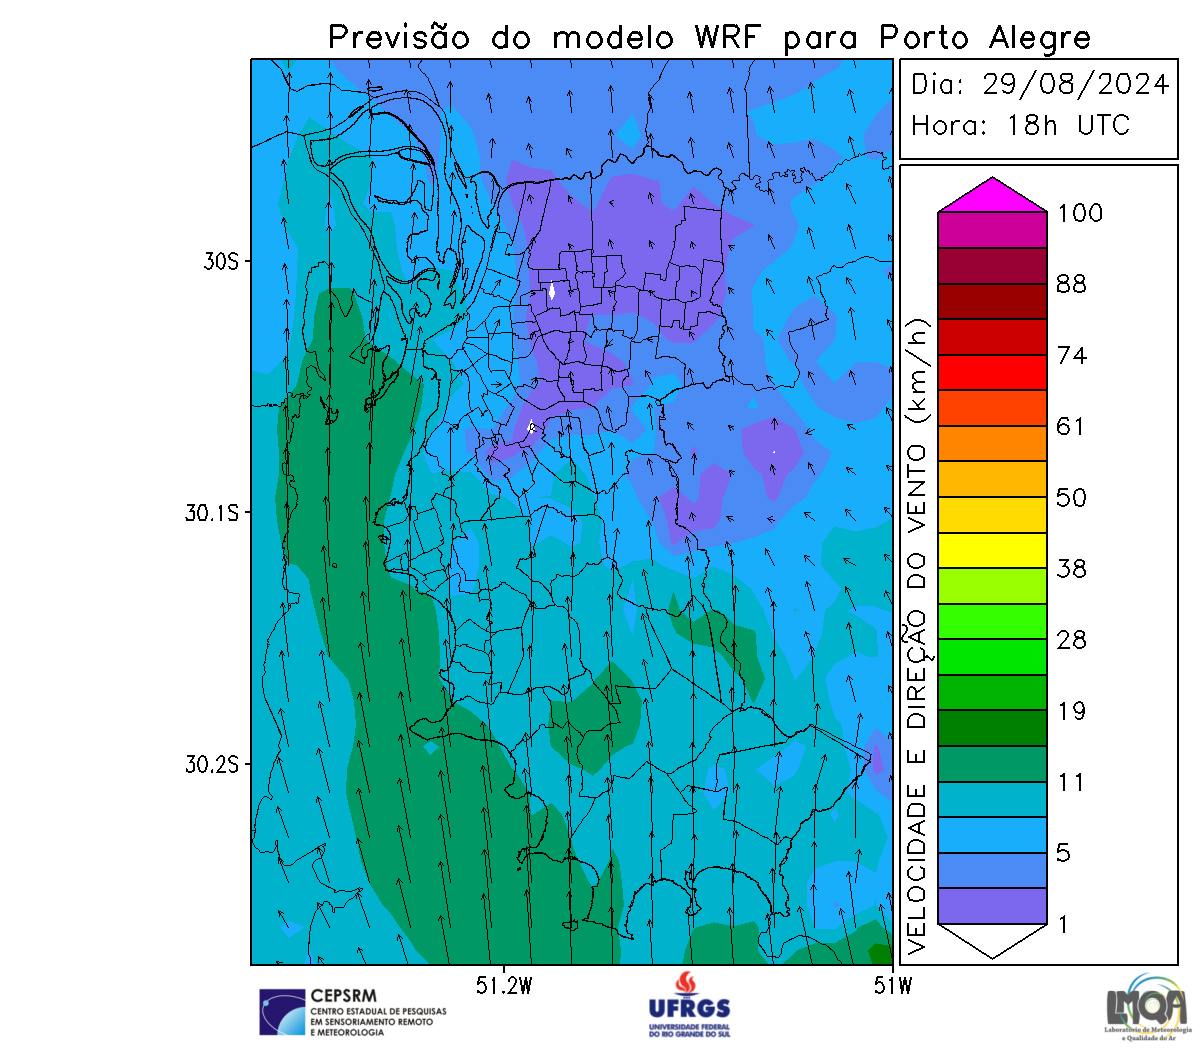 Previsão do modelo WRF para Porto Alegre
Dia: 29/08/2024
Hora: 18h UTC
30S
30.1S
30.2S
51.2W
51W
VELOCIDADE E DIREÇÃO DO VENTO (km/h)
100
88
74
61
50
38
28
19
11
5
1
CEPSRM
CENTRO ESTADUAL DE PESQUISAS
EM SENSORIAMENTO REMOTO
E METEOROLOGIA
UFRGS
UNIVERSIDADE FEDERAL
DO RIO GRANDE DO SUL
LMQA
Laboratório de Meteorologia
e Qualidade do Ar